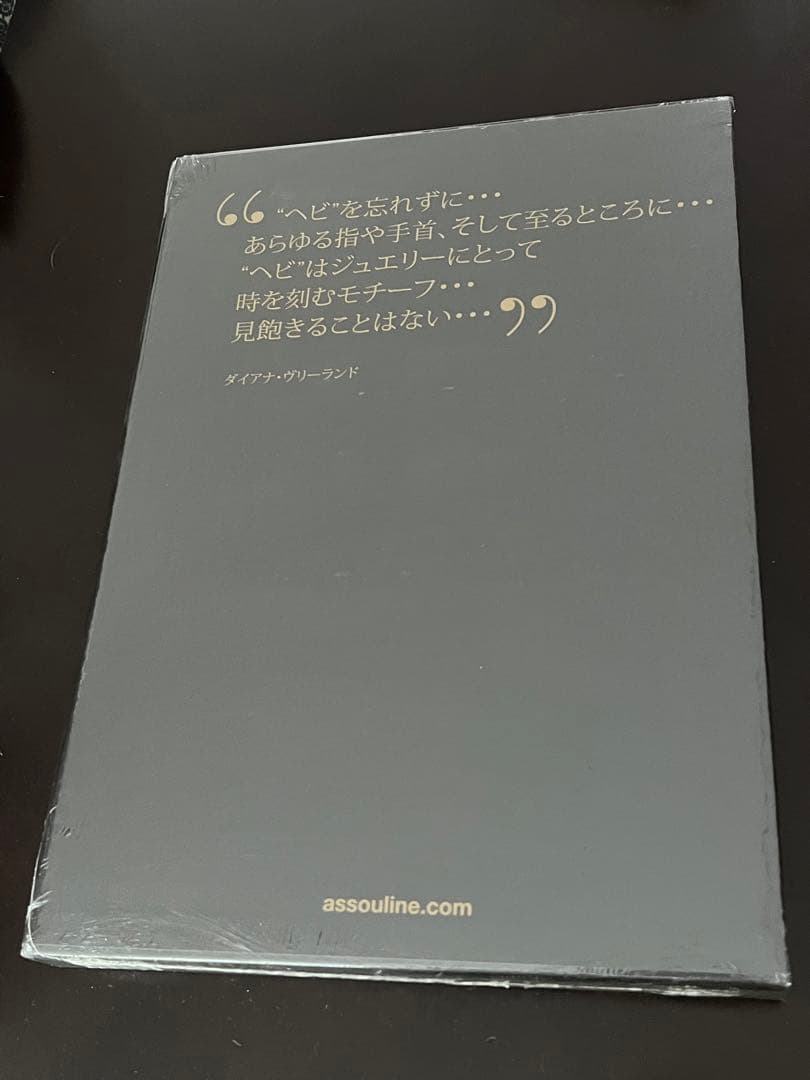 “ “ヘビ”を忘れずに・・・
あらゆる指や手首、そして至るところに・・・
“ヘビ”はジュエリーにとって
時を刻むモチーフ・・・
見飽きることはない・・・ ”
ダイアナ・ヴリーランド
assouline.com